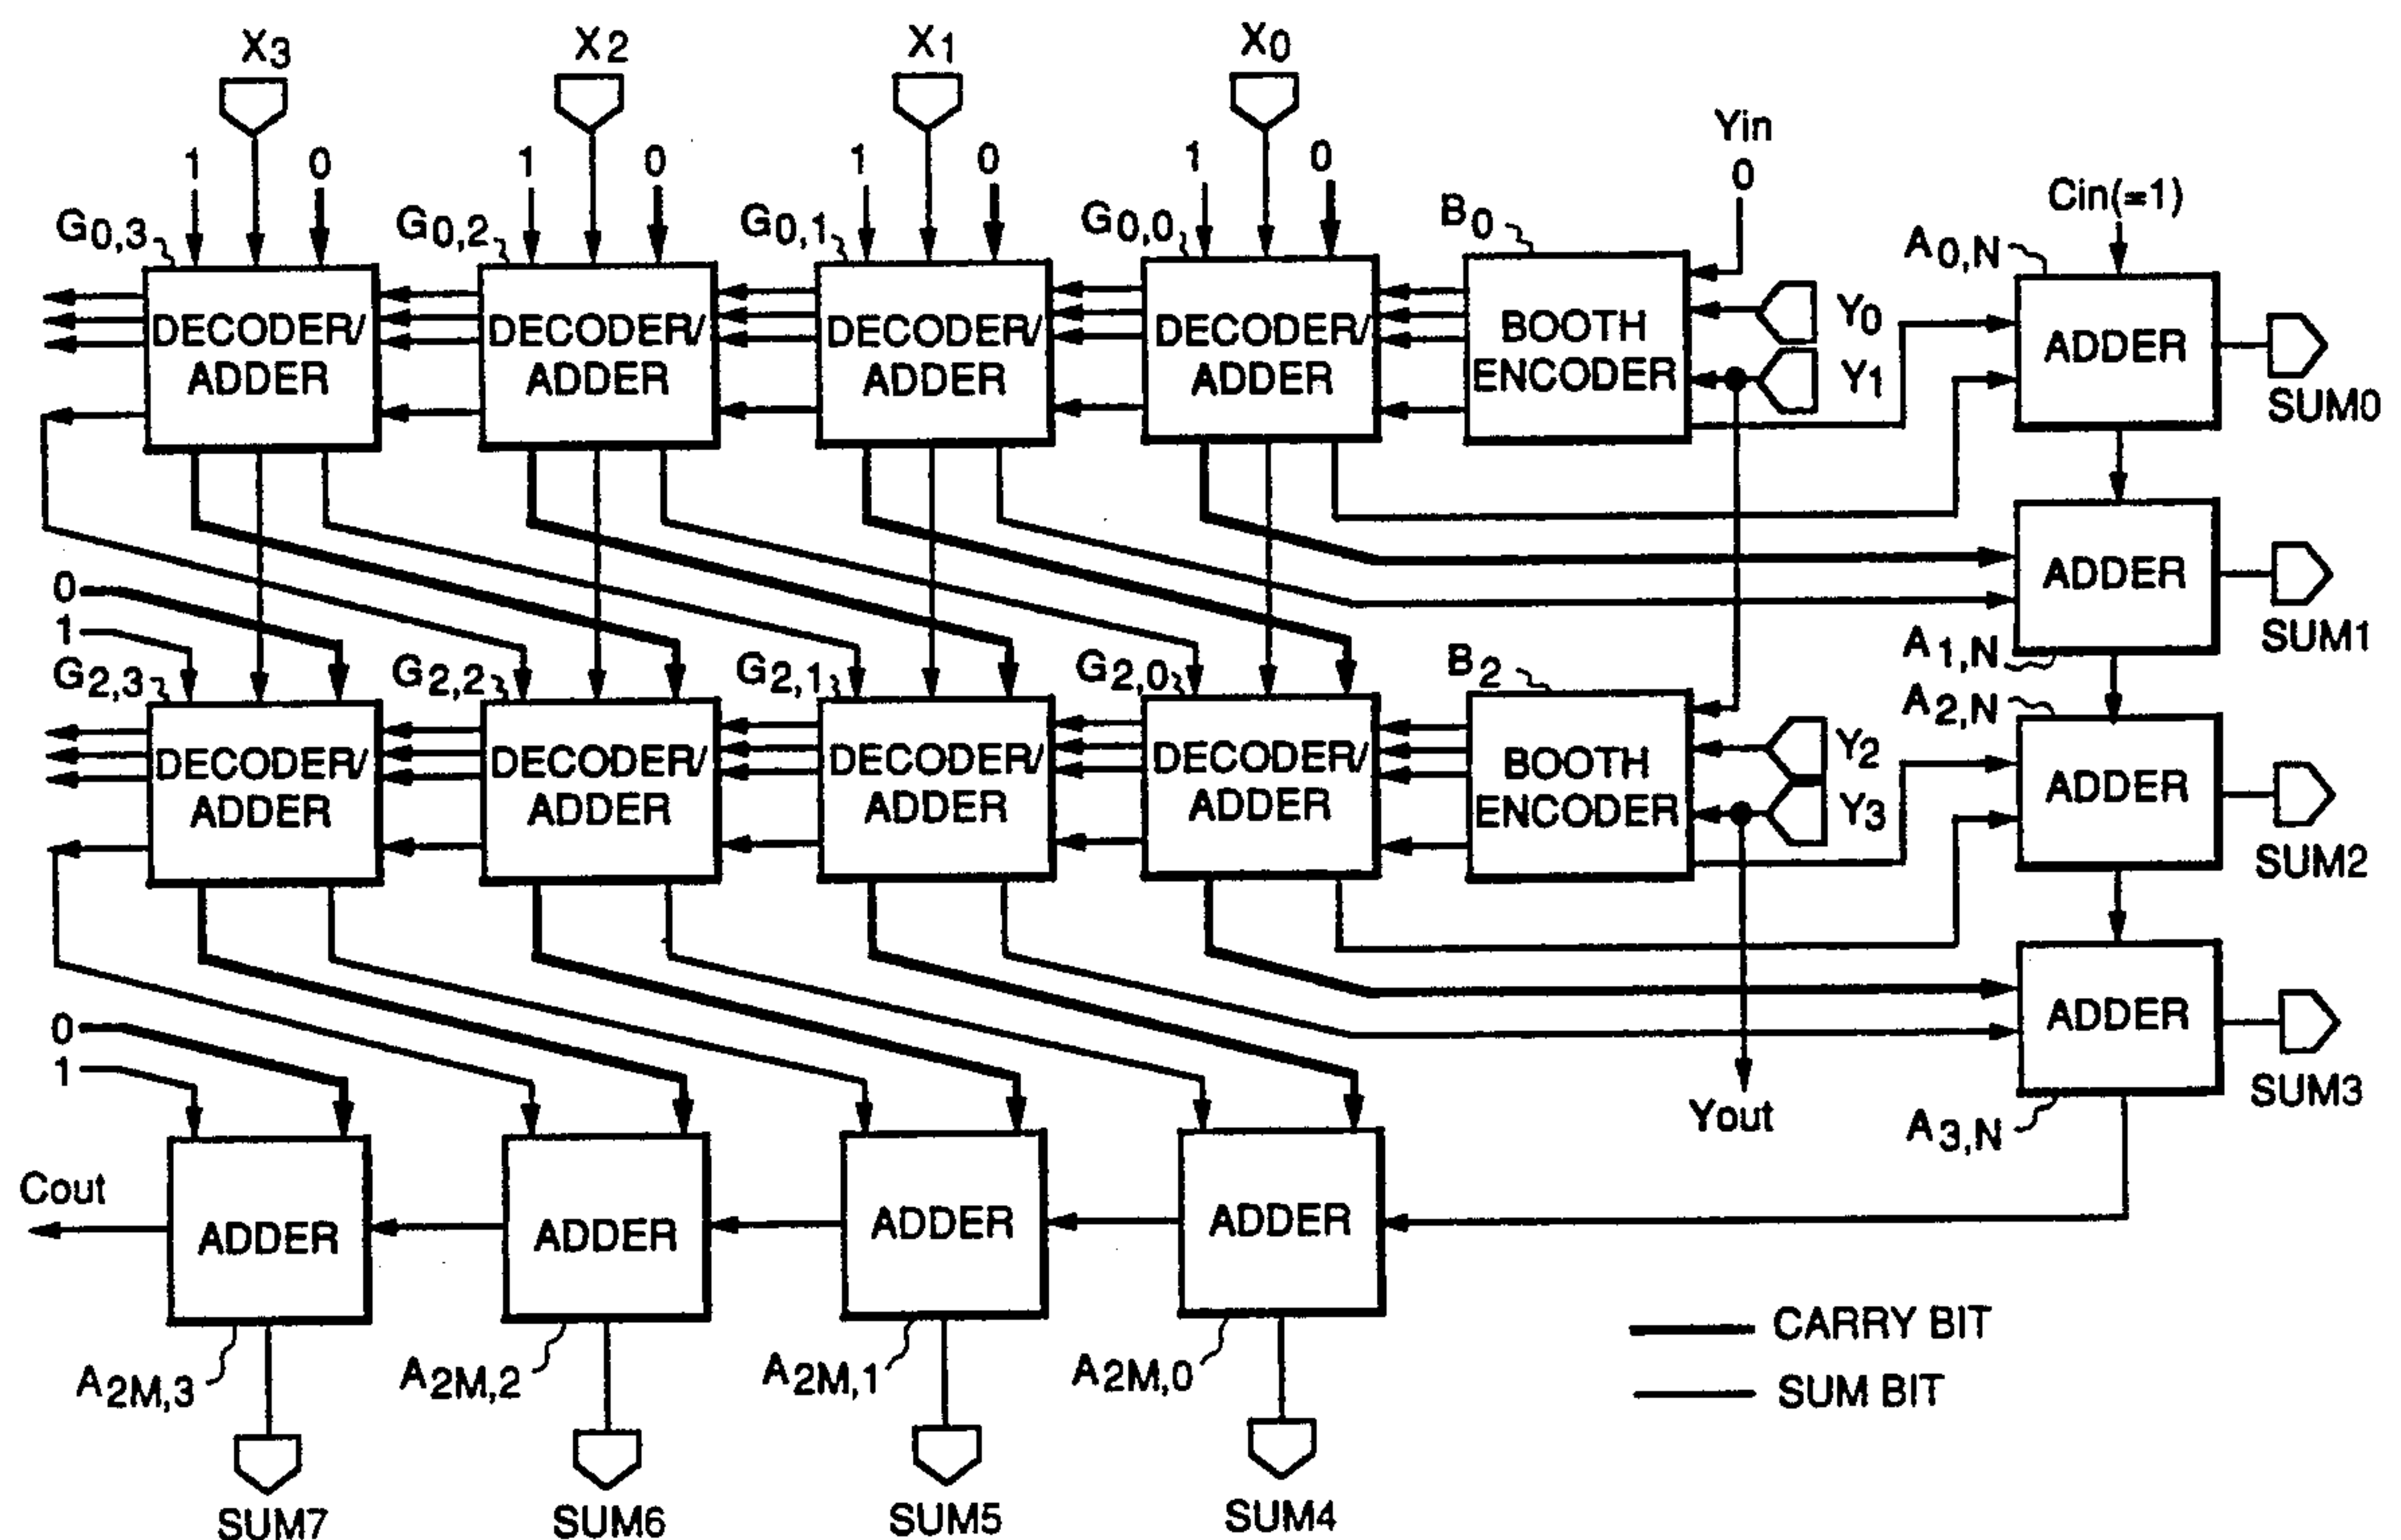 X3 X2 X1 X0
Yin
1 0 1 0 1 0 1 0 0
Cin(=1)
G0,3 G0,2 G0,1 G0,0 B0 A0,N
DECODER/ADDER DECODER/ADDER DECODER/ADDER DECODER/ADDER BOOTH ENCODER Y0 ADDER
Y1
SUM0
ADDER
0
1
SUM1
A1,N
G2,3 G2,2 G2,1 G2,0 B2 A2,N
DECODER/ADDER DECODER/ADDER DECODER/ADDER DECODER/ADDER BOOTH ENCODER Y2 ADDER
Y3
SUM2
0
ADDER
1
SUM3
Yout
A3,N
Cout
ADDER ADDER ADDER ADDER
CARRY BIT
A2M,3 A2M,2 A2M,1 A2M,0
SUM BIT
SUM7 SUM6 SUM5 SUM4